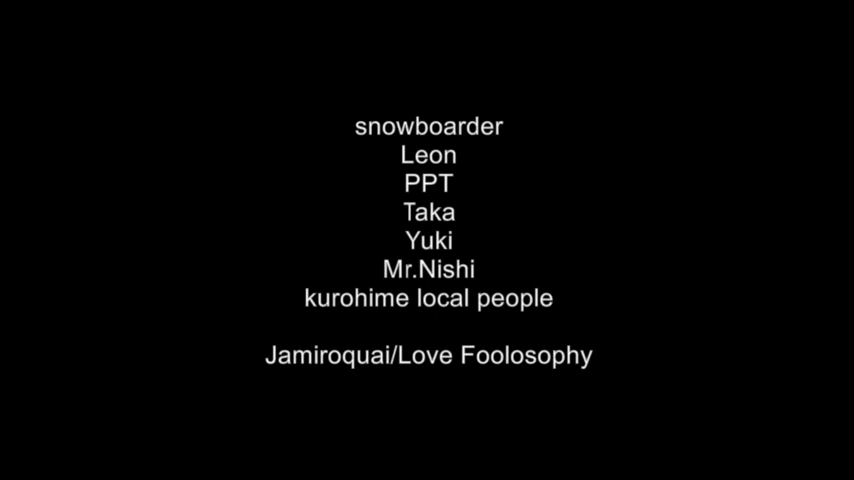 snowboarder
Leon
PPT
Taka
Yuki
Mr.Nishi
kurohime local people
Jamiroquai/Love Foolosophy